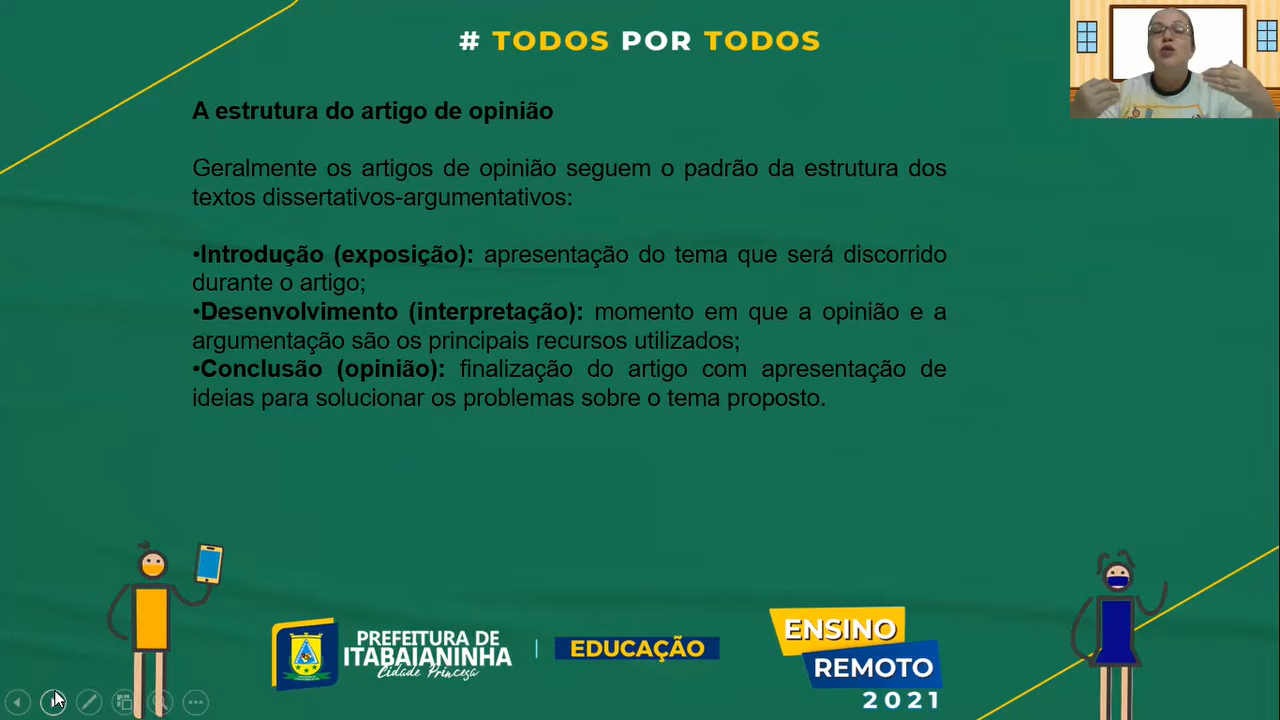 # TODOS POR TODOS
A estrutura do artigo de opinião
Geralmente os artigos de opinião seguem o padrão da estrutura dos
textos dissertativos-argumentativos:
•Introdução (exposição): apresentação do tema que será discorrido
durante o artigo;
•Desenvolvimento (interpretação): momento em que a opinião e a
argumentação são os principais recursos utilizados;
•Conclusão (opinião): finalização do artigo com apresentação de
ideias para solucionar os problemas sobre o tema proposto.
PREFEITURA DE
ITABAIANINHA
Cidade Princesa
EDUCAÇÃO
ENSINO
REMOTO
2021